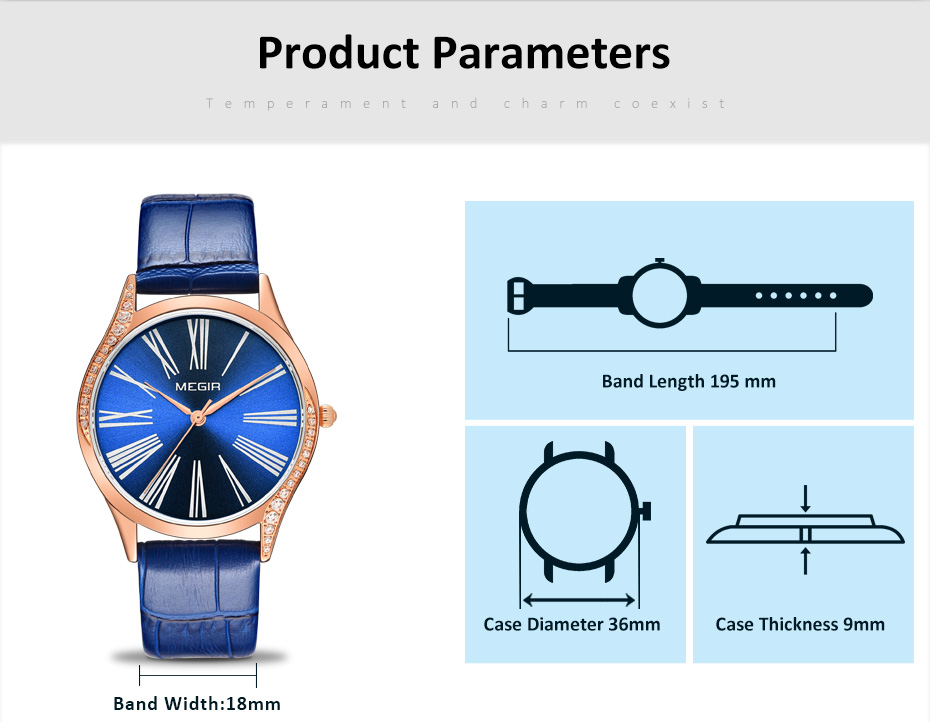 Product Parameters
Temperament and charm coexist
MEGIR
XII
Band Length 195 mm
Case Diameter 36mm
Case Thickness 9mm
Band Width:18mm